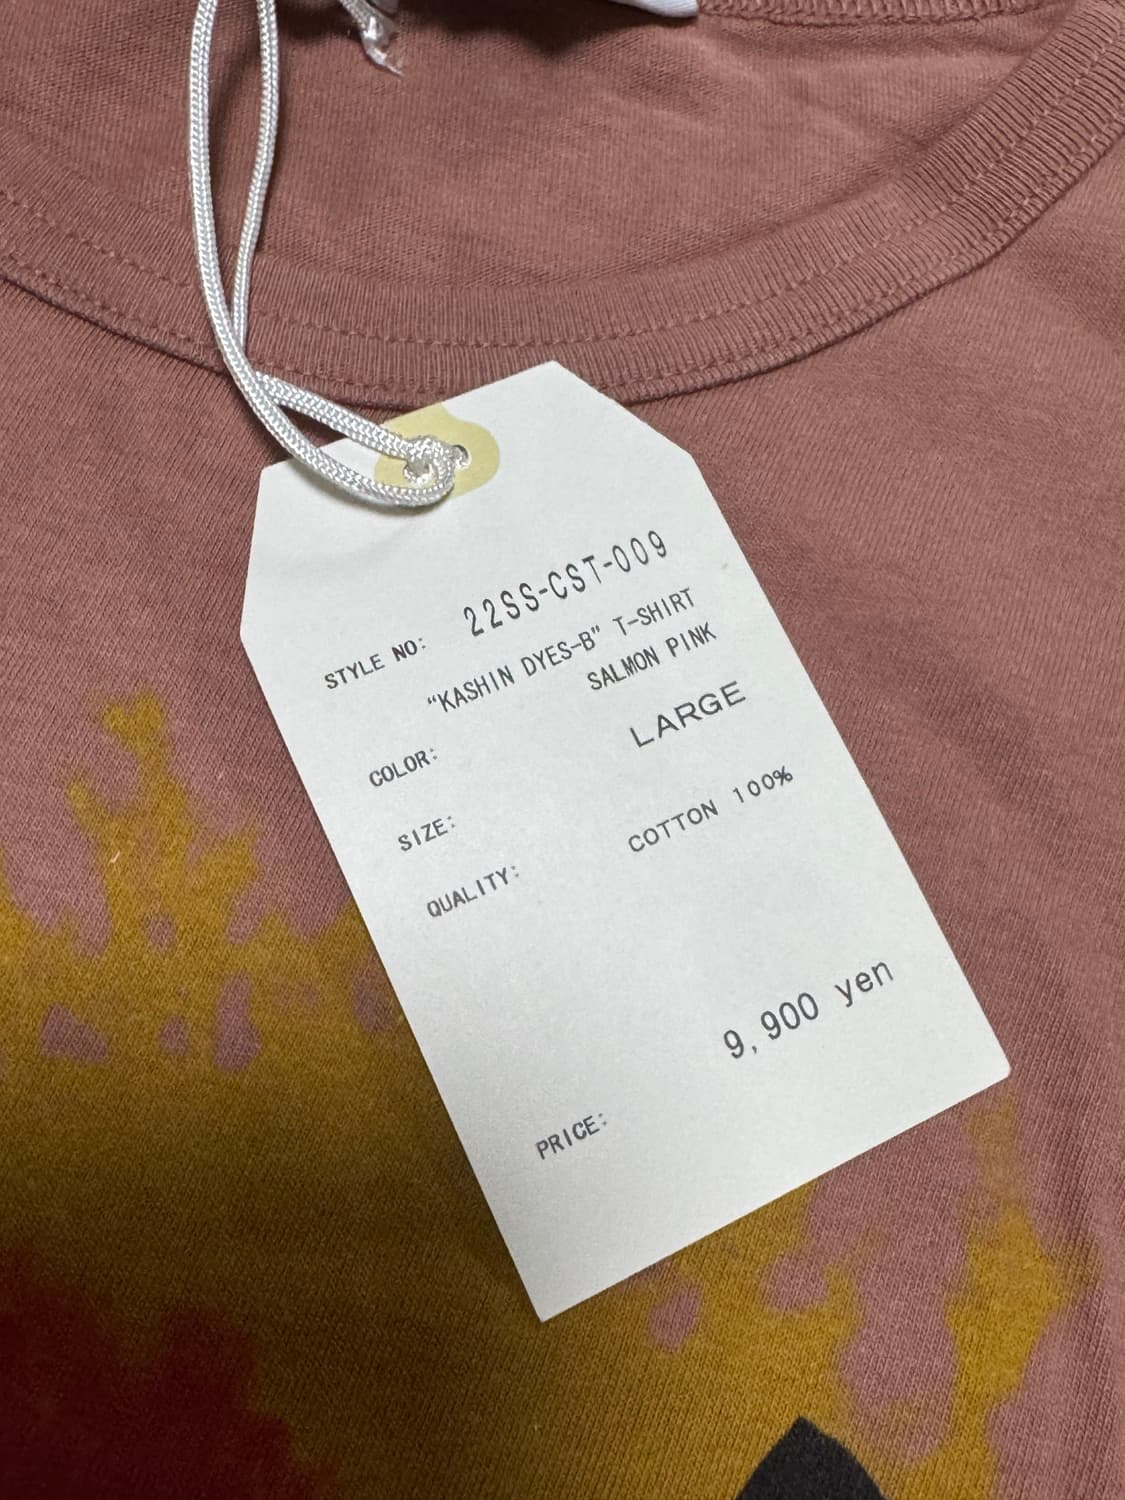 STYLE NO: 22SS-CST-009
"KASHIN DYES-B" T-SHIRT
COLOR: SALMON PINK
SIZE: LARGE
QUALITY: COTTON 100%
PRICE: 9,900 yen